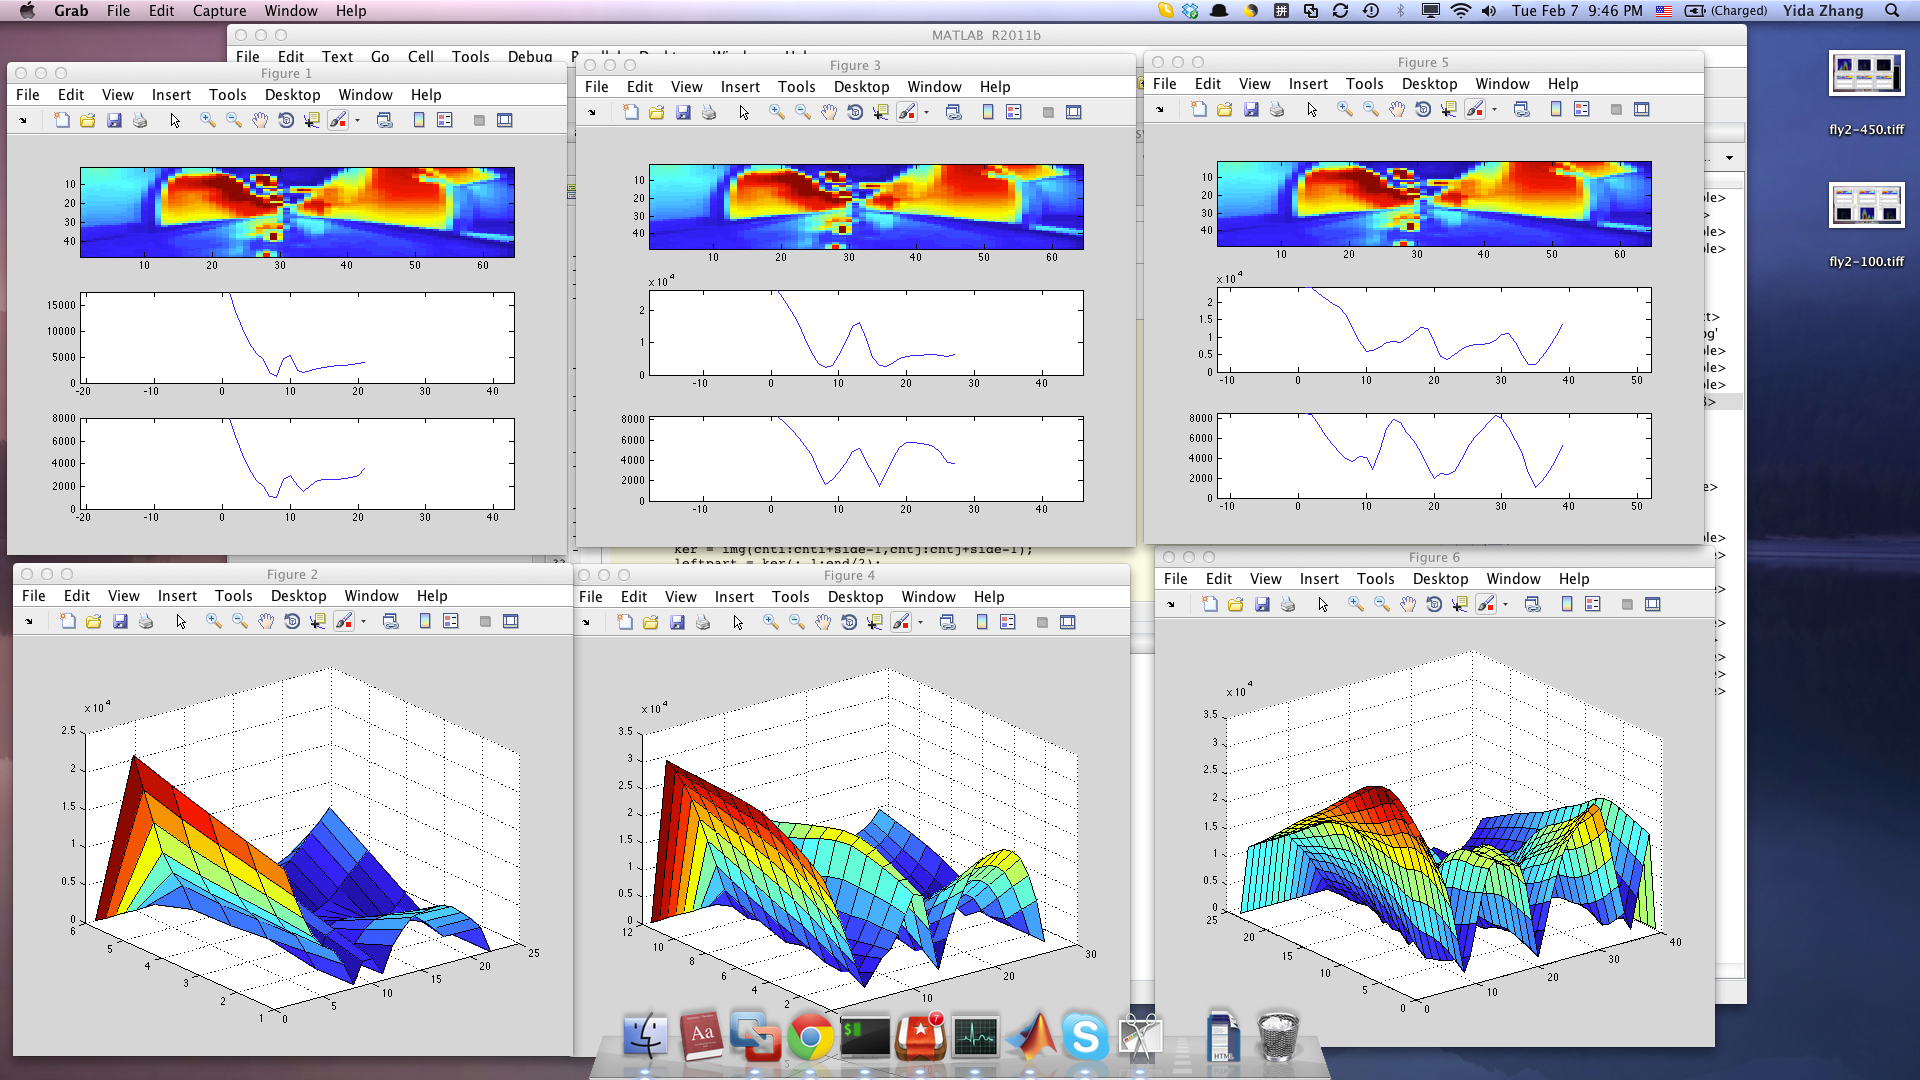 Grab File Edit Capture Window Help
Tue Feb 7 9:46 PM (Charged) Yida Zhang
MATLAB R2011b
File Edit Text Go Cell Tools Debug
fly2-450.tiff
fly2-100.tiff
Figure 1
File Edit View Insert Tools Desktop Window Help
10
20
30
40
10 20 30 40 50 60
15000
10000
5000
0
-20 -10 0 10 20 30 40
8000
6000
4000
2000
0
-20 -10 0 10 20 30 40
Figure 3
File Edit View Insert Tools Desktop Window Help
10
20
30
40
10 20 30 40 50 60
x 10^4
2
1
0
-10 0 10 20 30 40
8000
6000
4000
2000
0
-10 0 10 20 30 40
Figure 5
File Edit View Insert Tools Desktop Window Help
10
20
30
40
10 20 30 40 50 60
x 10^4
2
1.5
1
0.5
0
-10 0 10 20 30 40 50
8000
6000
4000
2000
0
-10 0 10 20 30 40 50
ker = img(cnti:cnti+side-1,cntj:cntj+side-1);
leftpart = ker(:,1:end/2);
Figure 2
File Edit View Insert Tools Desktop Window Help
x 10^4
2.5
2
1.5
1
0.5
0
6 5 4 3 2 1
0 5 10 15 20 25
Figure 4
File Edit View Insert Tools Desktop Window Help
x 10^4
3.5
3
2.5
2
1.5
1
0.5
0
12 10 8 6 4 2
10 20 30
Figure 6
File Edit View Insert Tools Desktop Window Help
x 10^4
3.5
3
2.5
2
1.5
1
0.5
0
25 20 15 10 5 0
0 10 20 30 40
Aa
$
7
S
HTML